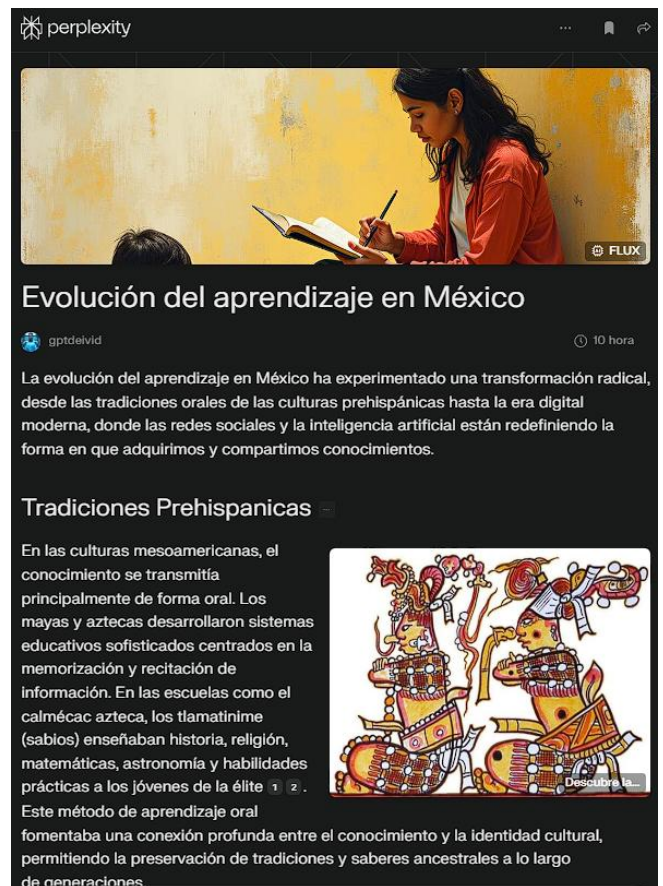 perplexity
FLUX
Evolución del aprendizaje en México
gptdeivid
10 hora
La evolución del aprendizaje en México ha experimentado una transformación radical,
desde las tradiciones orales de las culturas prehispánicas hasta la era digital
moderna, donde las redes sociales y la inteligencia artificial están redefiniendo la
forma en que adquirimos y compartimos conocimientos.
Tradiciones Prehispanicas
En las culturas mesoamericanas, el
conocimiento se transmitía
principalmente de forma oral. Los
mayas y aztecas desarrollaron sistemas
educativos sofisticados centrados en la
memorización y recitación de
información. En las escuelas como el
calmécac azteca, los tlamatinime
(sabios) enseñaban historia, religión,
matemáticas, astronomía y habilidades
prácticas a los jóvenes de la élite 1 2 .
Descubre la...
Este método de aprendizaje oral
fomentaba una conexión profunda entre el conocimiento y la identidad cultural,
permitiendo la preservación de tradiciones y saberes ancestrales a lo largo
de generaciones